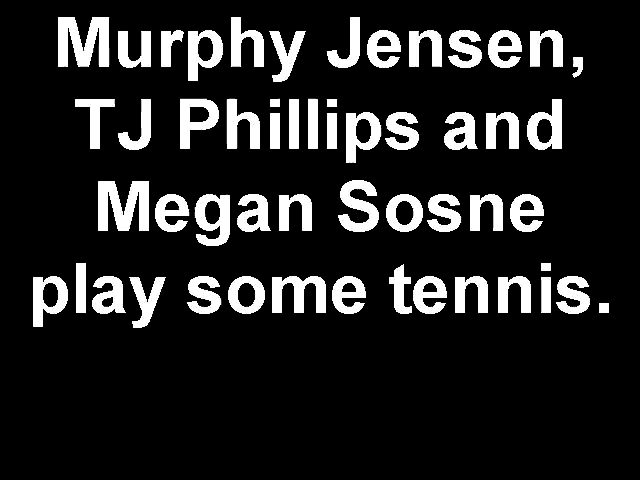 Murphy Jensen,
TJ Phillips and
Megan Sosne
play some tennis.